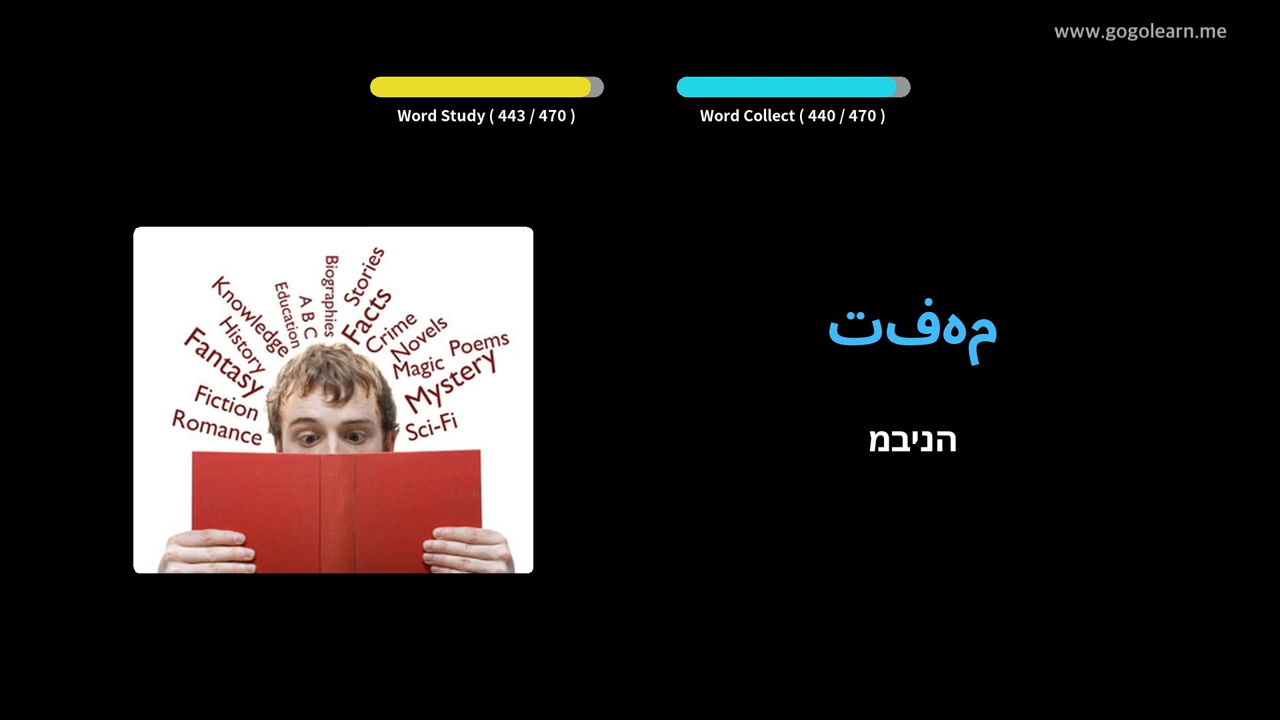 www.gogolearn.me
Word Study ( 443 / 470 )
Word Collect ( 440 / 470 )
Biographies
Stories
Education
A B C
Facts
Knowledge
Crime
History
Novels
Fantasy
Magic
Poems
Mystery
Fiction
Romance
Sci-Fi
مهفت
הניבמ